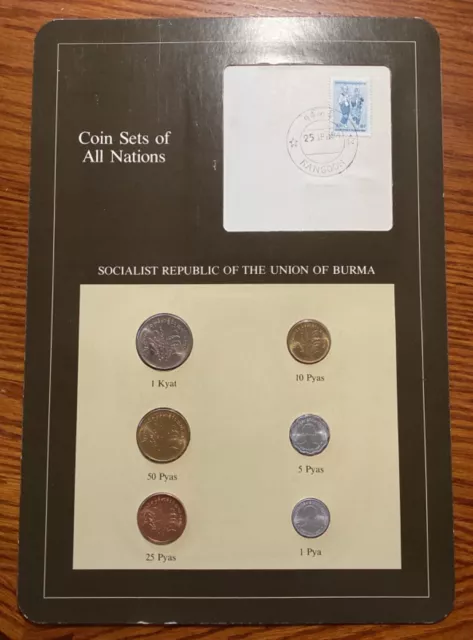 Coin Sets of
All Nations
RANGOON
SOCIALIST REPUBLIC OF THE UNION OF BURMA
1 Kyat
10 Pyas
50 Pyas
5 Pyas
25 Pyas
1 Pya